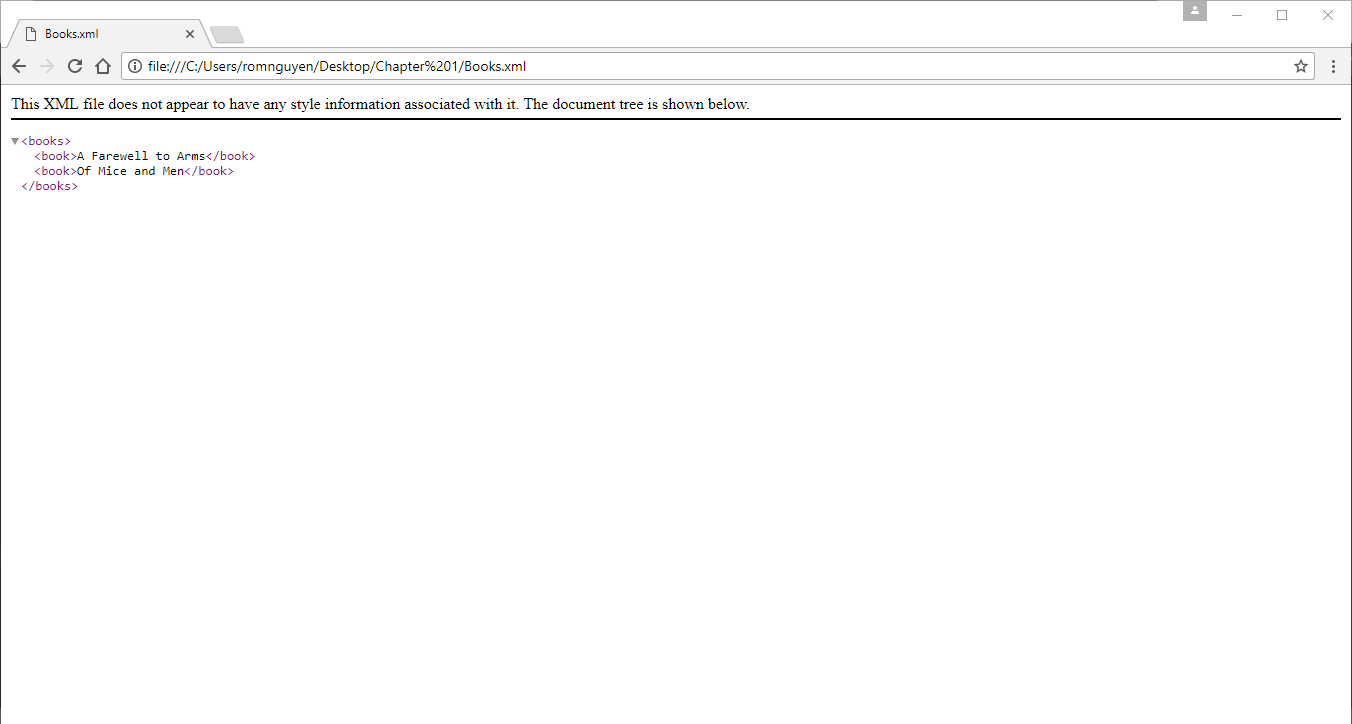 Books.xml
file:///C:/Users/romnguyen/Desktop/Chapter%201/Books.xml
This XML file does not appear to have any style information associated with it. The document tree is shown below.
<books>
<book>A Farewell to Arms</book>
<book>Of Mice and Men</book>
</books>